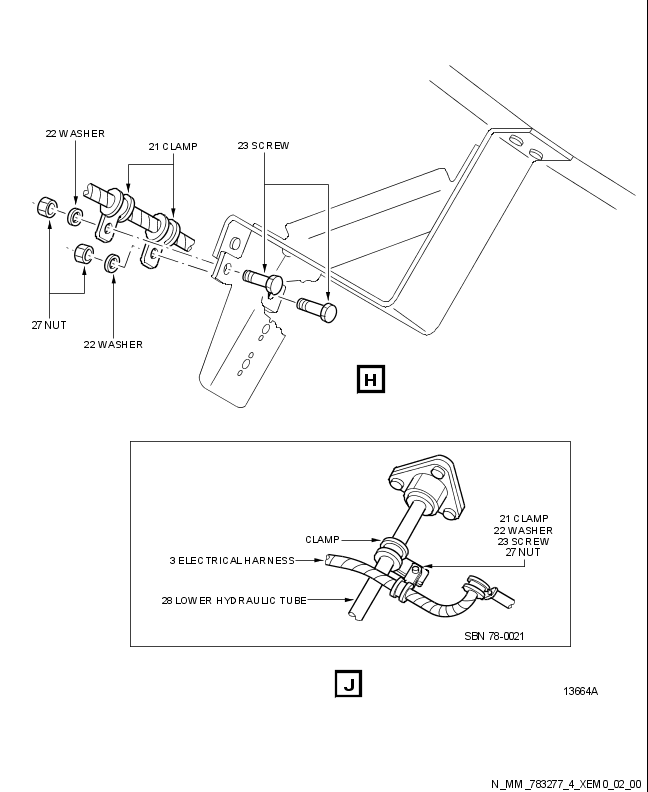 22 WASHER
21 CLAMP
23 SCREW
27 NUT
22 WASHER
H
CLAMP
3 ELECTRICAL HARNESS
28 LOWER HYDRAULIC TUBE
21 CLAMP
22 WASHER
23 SCREW
27 NUT
SBN 78-0021
J
13664A
N_MM_783277_4_XEM0_02_00